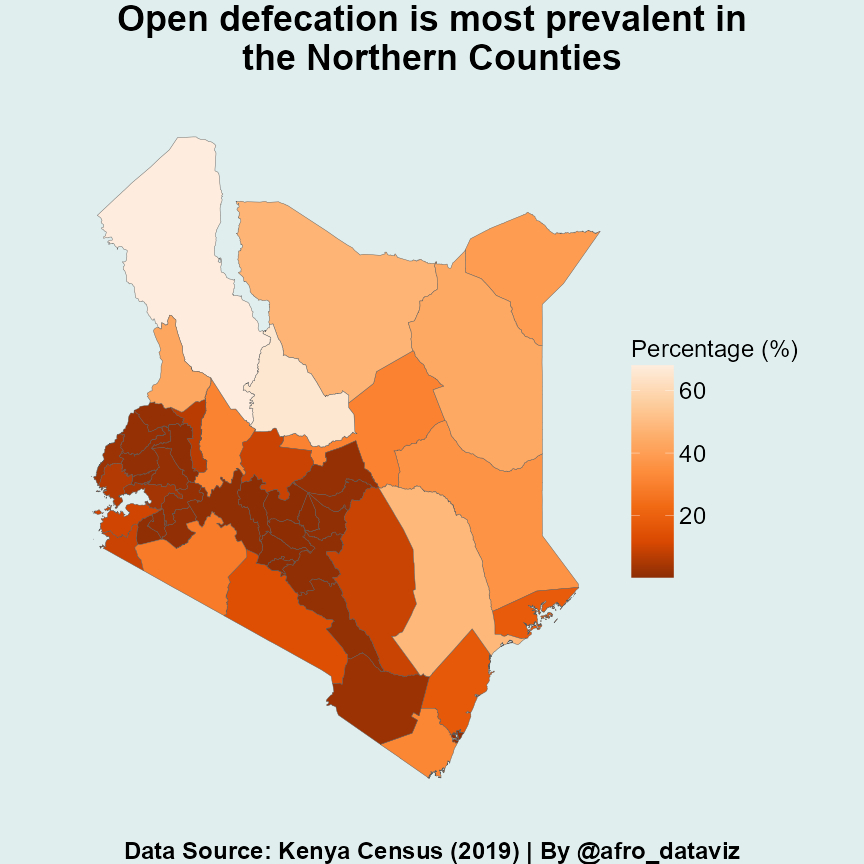 Open defecation is most prevalent in
the Northern Counties
Percentage (%)
60
40
20
Data Source: Kenya Census (2019) | By @afro_dataviz